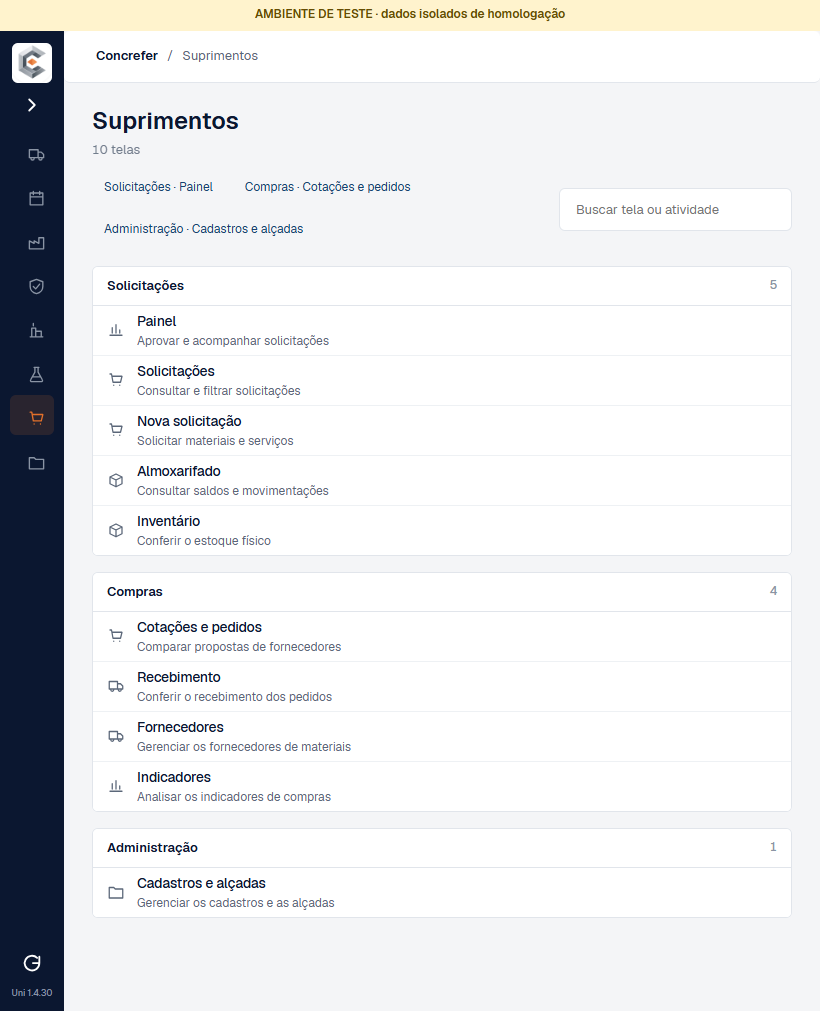 AMBIENTE DE TESTE · dados isolados de homologação
Concrefer / Suprimentos
Suprimentos
10 telas
Solicitações · Painel
Compras · Cotações e pedidos
Administração · Cadastros e alçadas
Buscar tela ou atividade
Solicitações 5
Painel
Aprovar e acompanhar solicitações
Solicitações
Consultar e filtrar solicitações
Nova solicitação
Solicitar materiais e serviços
Almoxarifado
Consultar saldos e movimentações
Inventário
Conferir o estoque físico
Compras 4
Cotações e pedidos
Comparar propostas de fornecedores
Recebimento
Conferir o recebimento dos pedidos
Fornecedores
Gerenciar os fornecedores de materiais
Indicadores
Analisar os indicadores de compras
Administração 1
Cadastros e alçadas
Gerenciar os cadastros e as alçadas
Uni 1.4.30